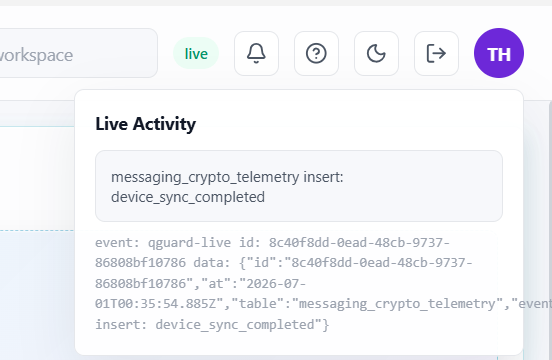 workspace
live
TH
Live Activity
messaging_crypto_telemetry insert:
device_sync_completed
event: qguard-live id: 8c40f8dd-0ead-48cb-9737-
86808bf10786 data: {"id":"8c40f8dd-0ead-48cb-9737-
86808bf10786","at":"2026-07-
01T00:35:54.885Z","table":"messaging_crypto_telemetry","event
insert: device_sync_completed"}